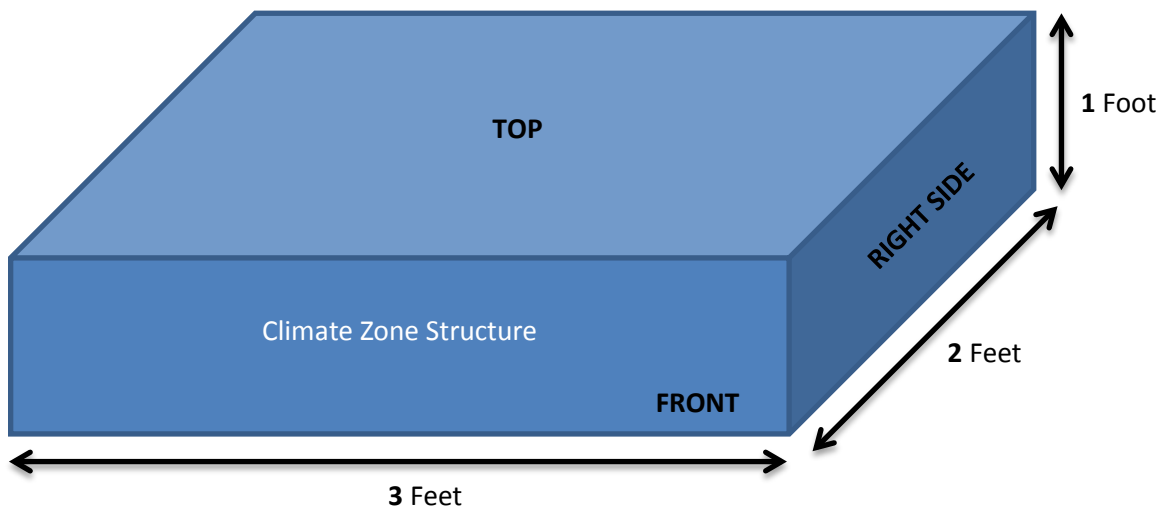 TOP
1 Foot
RIGHT SIDE
Climate Zone Structure
2 Feet
FRONT
3 Feet